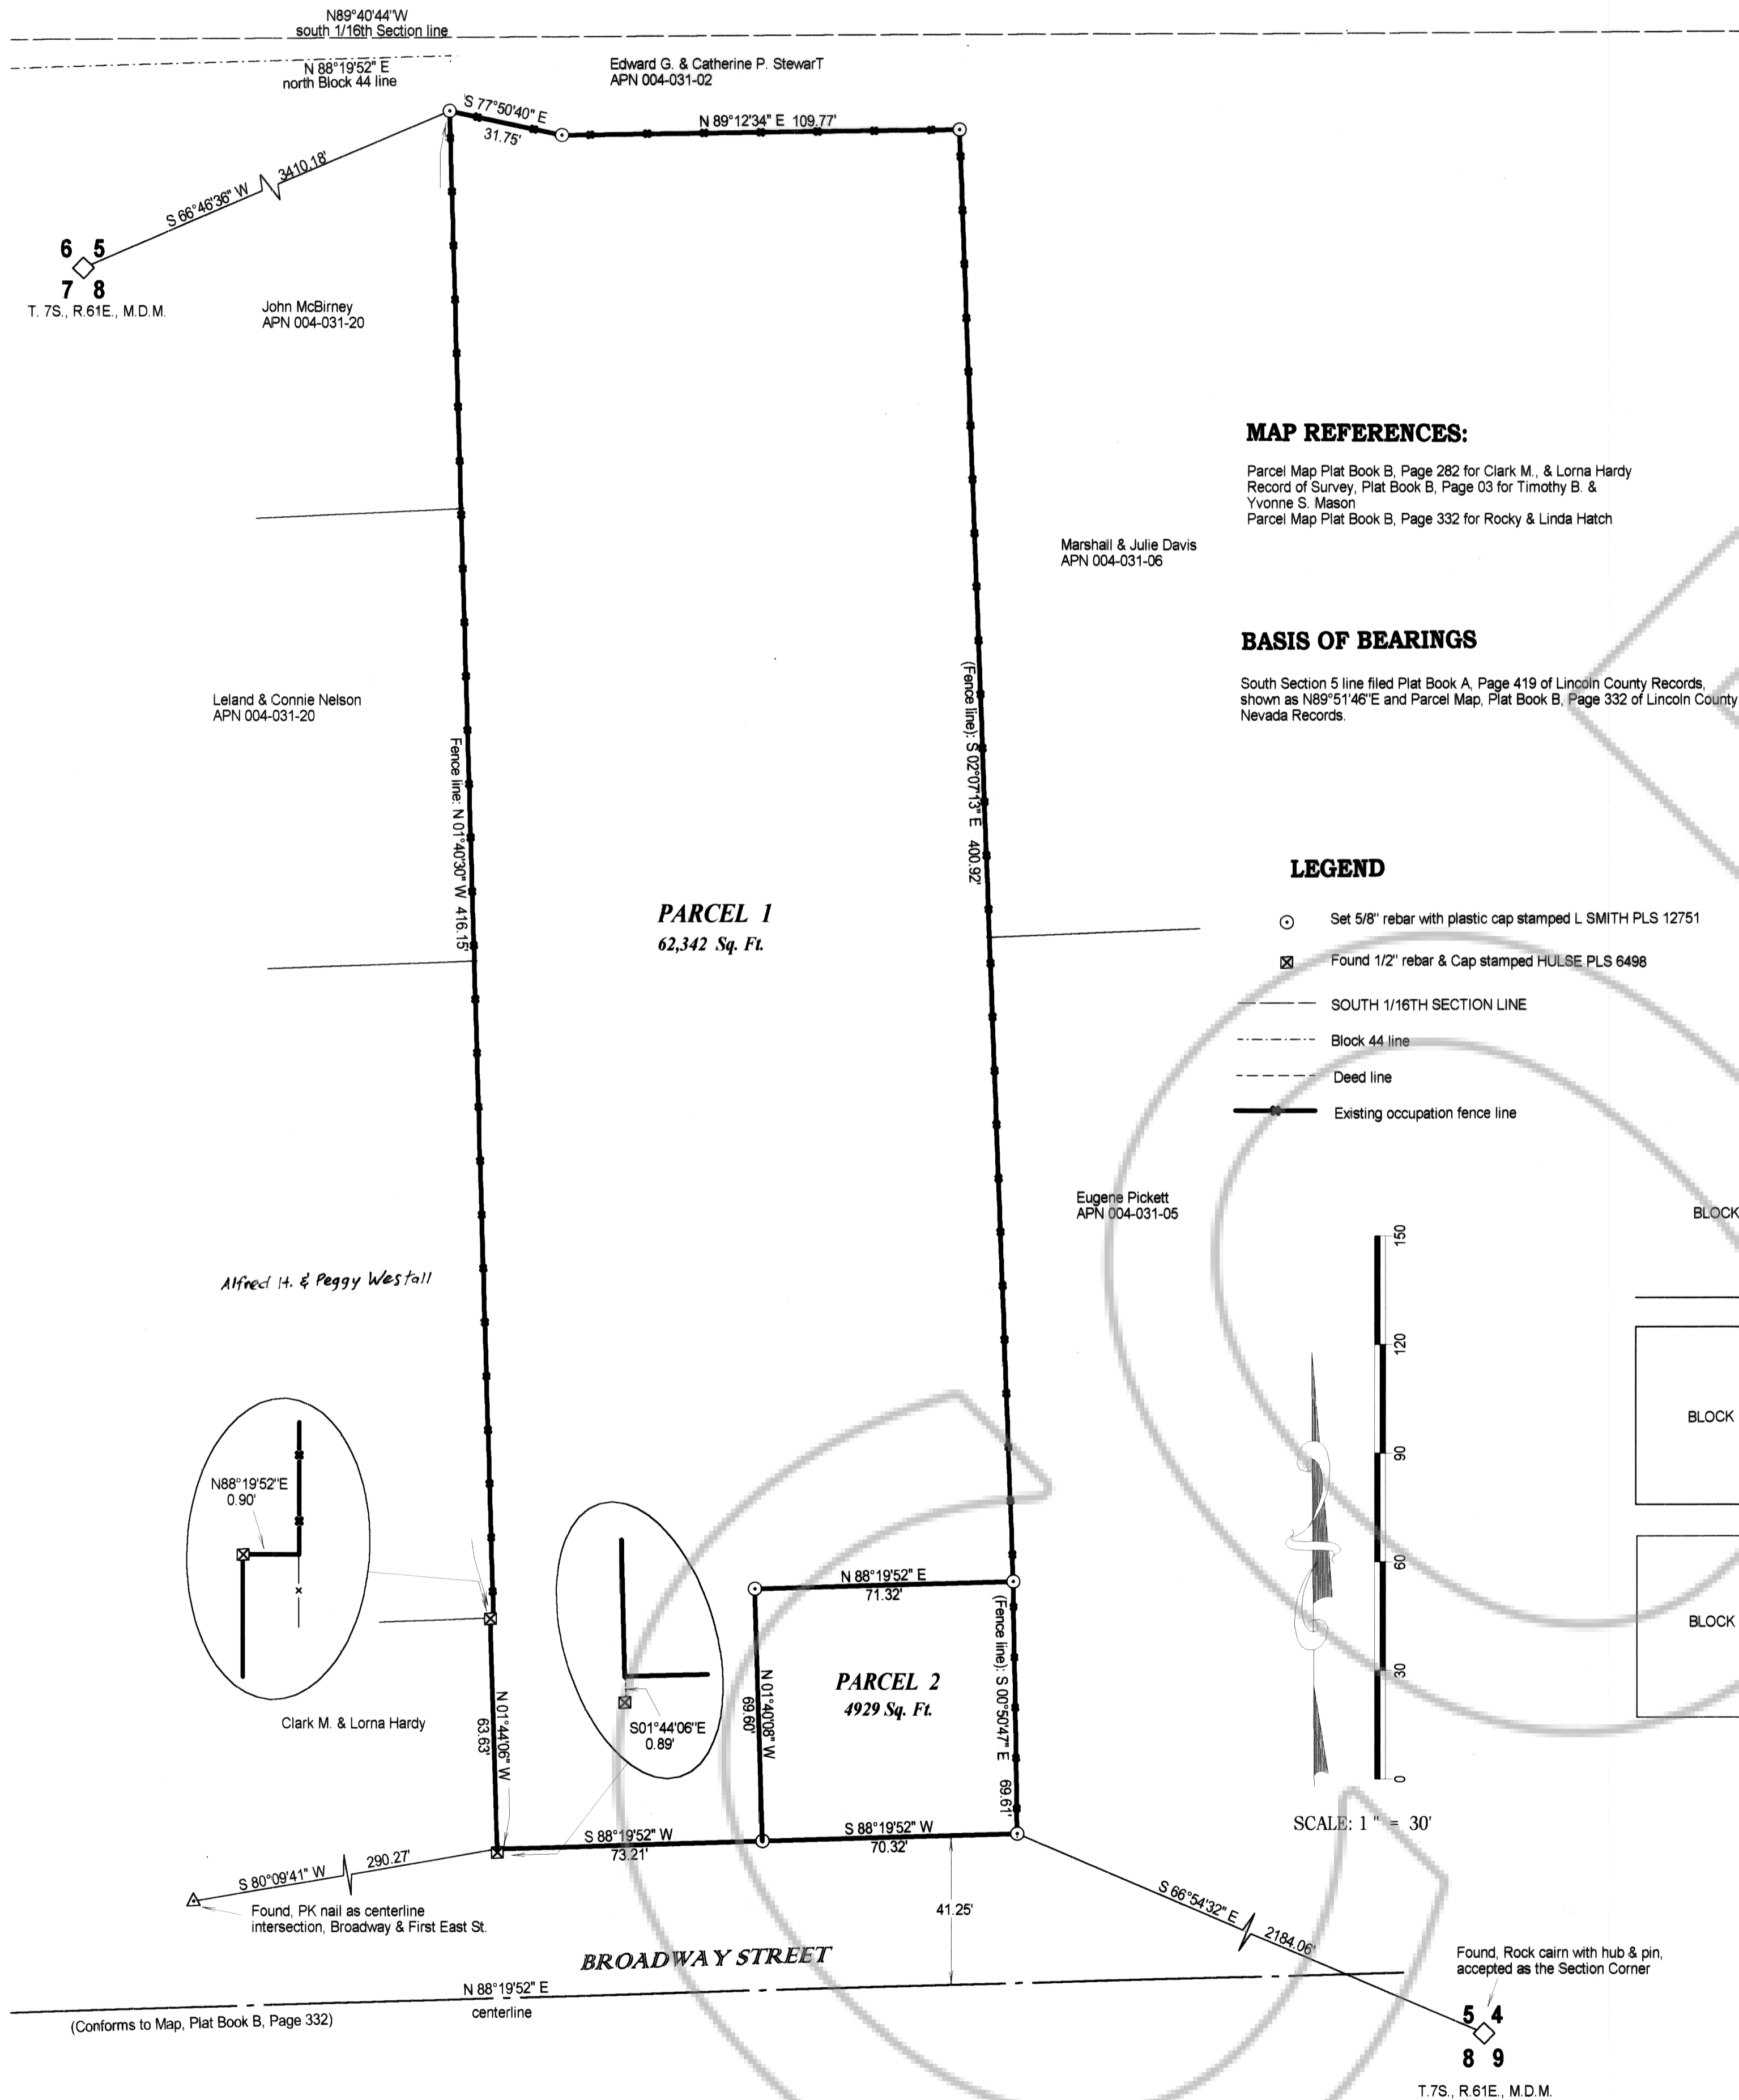 N89°40'44"W
south 1/16th Section line
N 88°19'52" E
north Block 44 line
Edward G. & Catherine P. StewarT
APN 004-031-02
S 77°50'40" E
31.75'
N 89°12'34" E 109.77'
S 66°46'36" W 3410.18'
6 5
7 8
T. 7S., R.61E., M.D.M.
John McBirney
APN 004-031-20
MAP REFERENCES:
Parcel Map Plat Book B, Page 282 for Clark M., & Lorna Hardy
Record of Survey, Plat Book B, Page 03 for Timothy B. &
Yvonne S. Mason
Parcel Map Plat Book B, Page 332 for Rocky & Linda Hatch
Marshall & Julie Davis
APN 004-031-06
BASIS OF BEARINGS
South Section 5 line filed Plat Book A, Page 419 of Lincoln County Records,
shown as N89°51'46"E and Parcel Map, Plat Book B, Page 332 of Lincoln County
Nevada Records.
Leland & Connie Nelson
APN 004-031-20
Fence line: N 01°40'30" W 416.15'
(Fence line): S 02°07'13" E 400.92'
PARCEL 1
62,342 Sq. Ft.
LEGEND
Set 5/8" rebar with plastic cap stamped L SMITH PLS 12751
Found 1/2" rebar & Cap stamped HULSE PLS 6498
SOUTH 1/16TH SECTION LINE
Block 44 line
Deed line
Existing occupation fence line
Eugene Pickett
APN 004-031-05
BLOCK
150
120
90
60
30
0
SCALE: 1 " = 30'
BLOCK
BLOCK
Alfred H. & Peggy Westall
N88°19'52"E
0.90'
N 88°19'52" E
71.32'
(Fence line): S 00°50'47" E 69.61'
PARCEL 2
4929 Sq. Ft.
N 01°40'08" W
69.60'
S01°44'06"E
0.89'
Clark M. & Lorna Hardy
N 01°44'06" W
63.63'
S 88°19'52" W
73.21'
S 88°19'52" W
70.32'
S 80°09'41" W 290.27'
Found, PK nail as centerline
intersection, Broadway & First East St.
41.25'
S 66°54'32" E 2184.06'
BROADWAY STREET
N 88°19'52" E
centerline
(Conforms to Map, Plat Book B, Page 332)
Found, Rock cairn with hub & pin,
accepted as the Section Corner
5 4
8 9
T.7S., R.61E., M.D.M.